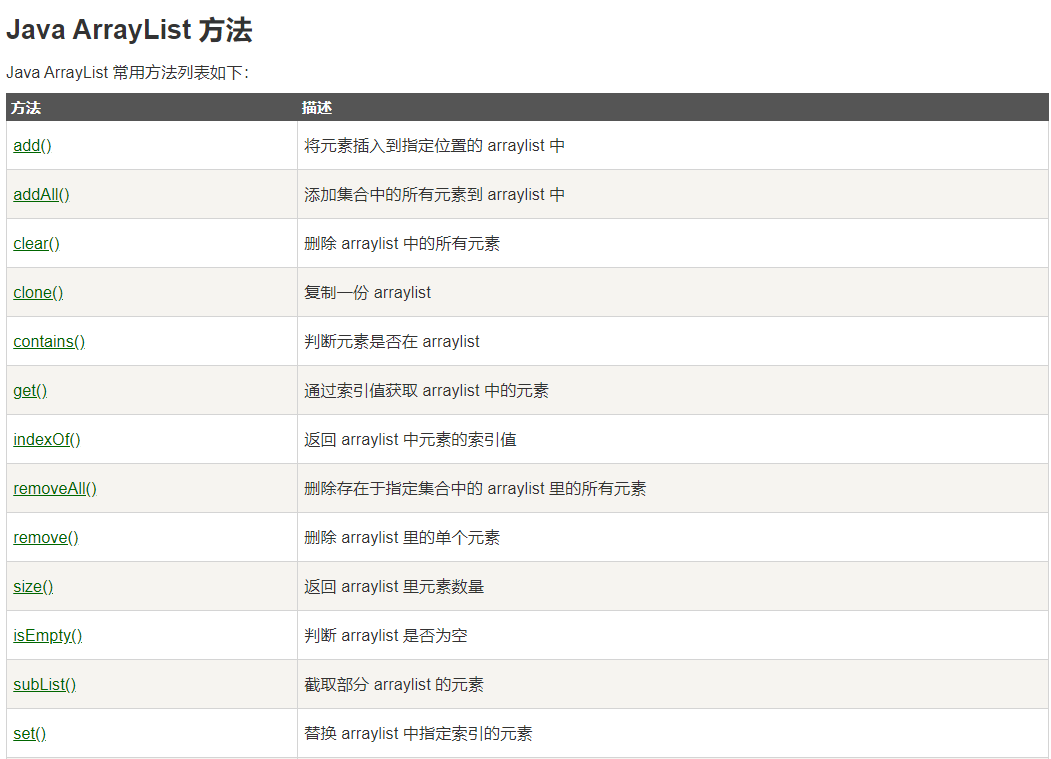 Java ArrayList 方法
Java ArrayList 常用方法列表如下：
方法 描述
add() 将元素插入到指定位置的 arraylist 中
addAll() 添加集合中的所有元素到 arraylist 中
clear() 删除 arraylist 中的所有元素
clone() 复制一份 arraylist
contains() 判断元素是否在 arraylist
get() 通过索引值获取 arraylist 中的元素
indexOf() 返回 arraylist 中元素的索引值
removeAll() 删除存在于指定集合中的 arraylist 里的所有元素
remove() 删除 arraylist 里的单个元素
size() 返回 arraylist 里元素数量
isEmpty() 判断 arraylist 是否为空
subList() 截取部分 arraylist 的元素
set() 替换 arraylist 中指定索引的元素